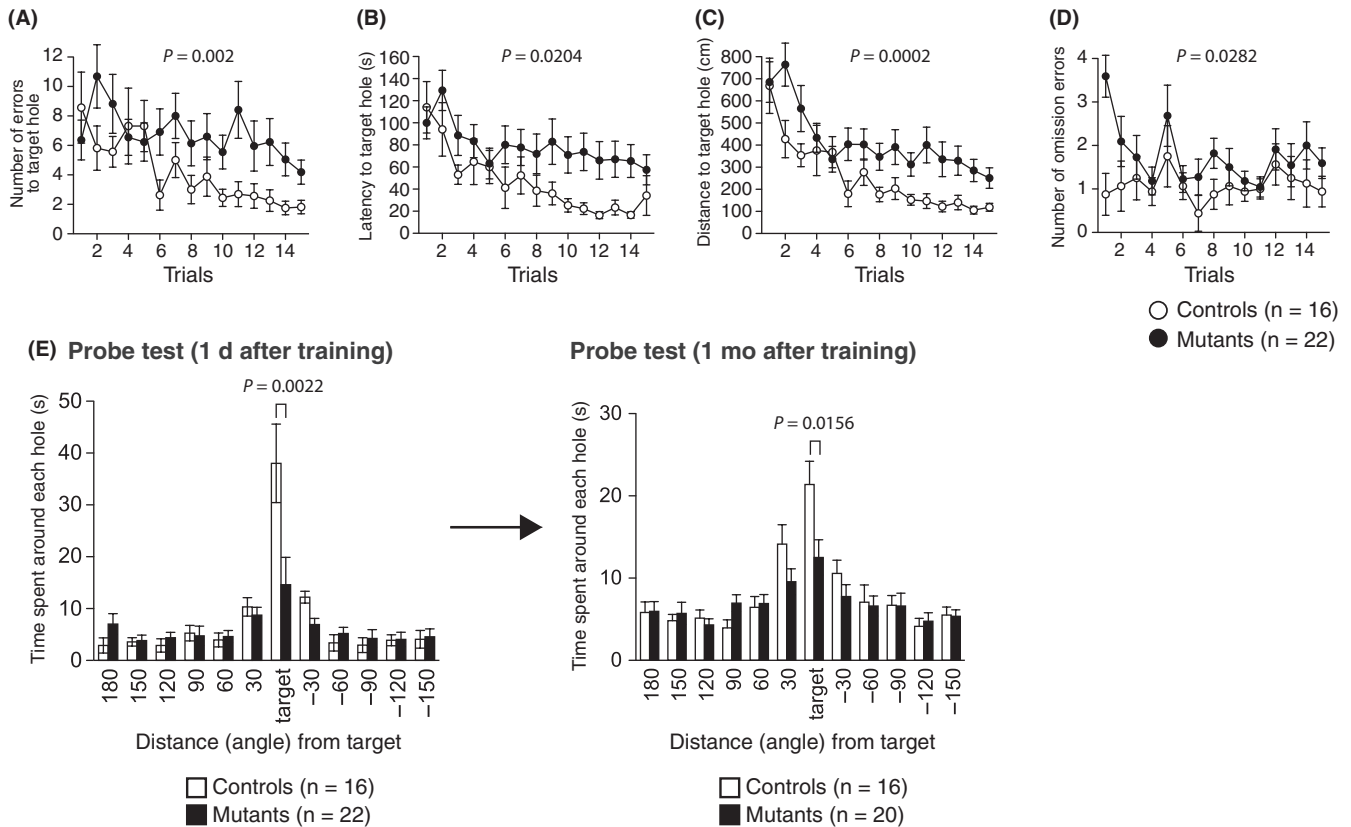 (A)
Number of errors
to target hole
12
10
8
6
4
2
0
P = 0.002
2 4 6 8 10 12 14
Trials
(B)
Latency to target hole (s)
160
140
120
100
80
60
40
20
0
P = 0.0204
2 4 6 8 10 12 14
Trials
(C)
Distance to target hole (cm)
800
700
600
500
400
300
200
100
0
P = 0.0002
2 4 6 8 10 12 14
Trials
(D)
Number of omission errors
4
3
2
1
0
P = 0.0282
2 4 6 8 10 12 14
Trials
Controls (n = 16)
Mutants (n = 22)
(E) Probe test (1 d after training)
P = 0.0022
Time spent around each hole (s)
50
40
30
20
10
0
180 150 120 90 60 30 target −30 −60 −90 −120 −150
Distance (angle) from target
Controls (n = 16)
Mutants (n = 22)
Probe test (1 mo after training)
P = 0.0156
Time spent around each hole (s)
30
20
10
0
180 150 120 90 60 30 target −30 −60 −90 −120 −150
Distance (angle) from target
Controls (n = 16)
Mutants (n = 20)